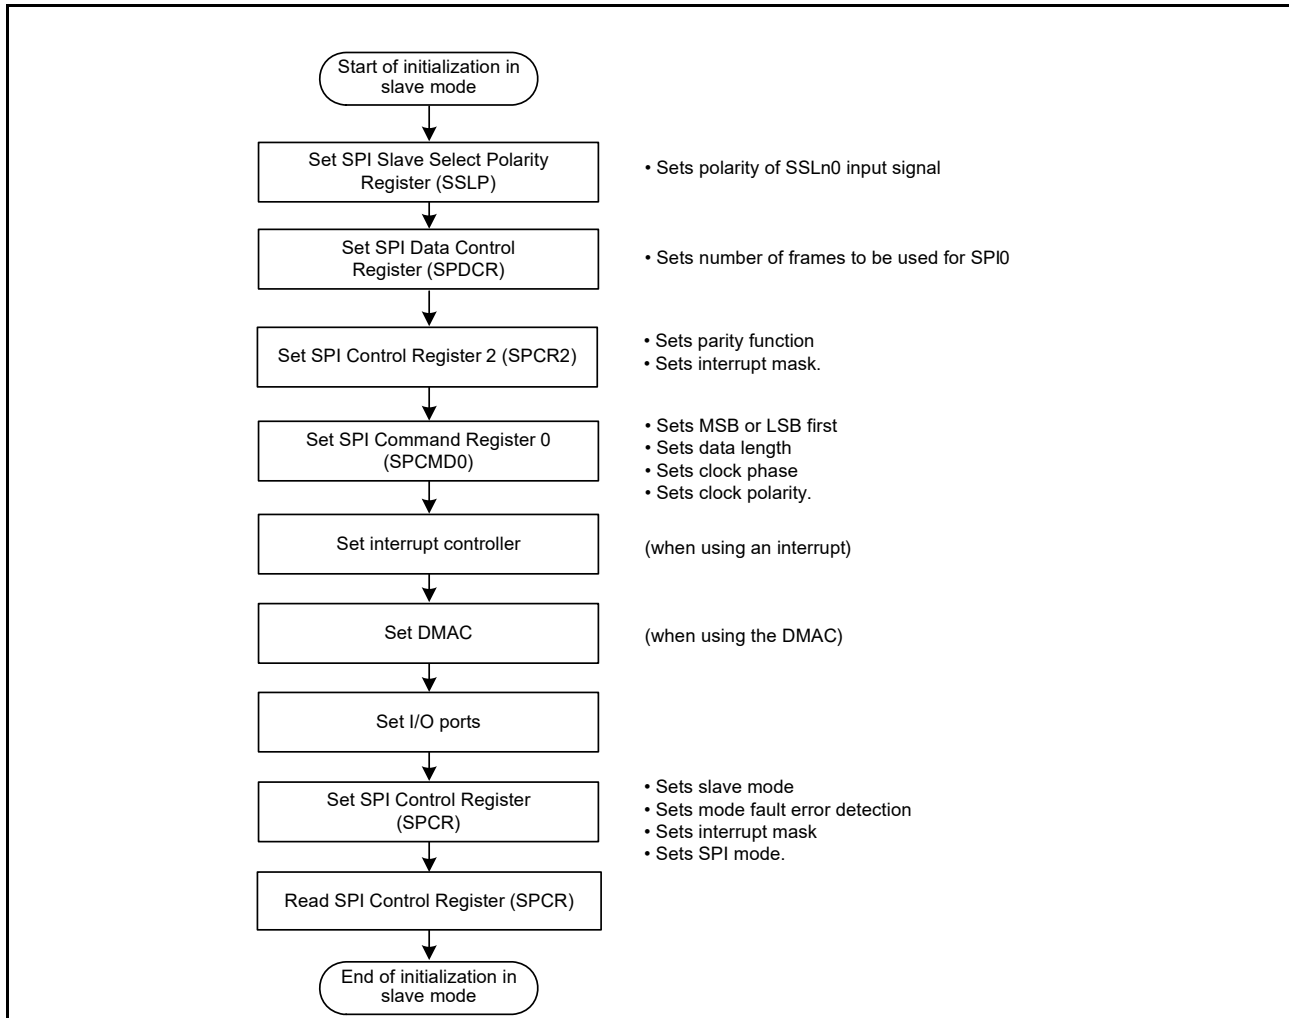 Start of initialization in
slave mode
Set SPI Slave Select Polarity
Register (SSLP)
• Sets polarity of SSLn0 input signal
Set SPI Data Control
Register (SPDCR)
• Sets number of frames to be used for SPI0
Set SPI Control Register 2 (SPCR2)
• Sets parity function
• Sets interrupt mask.
Set SPI Command Register 0
(SPCMD0)
• Sets MSB or LSB first
• Sets data length
• Sets clock phase
• Sets clock polarity.
Set interrupt controller
(when using an interrupt)
Set DMAC
(when using the DMAC)
Set I/O ports
Set SPI Control Register
(SPCR)
• Sets slave mode
• Sets mode fault error detection
• Sets interrupt mask
• Sets SPI mode.
Read SPI Control Register (SPCR)
End of initialization in
slave mode